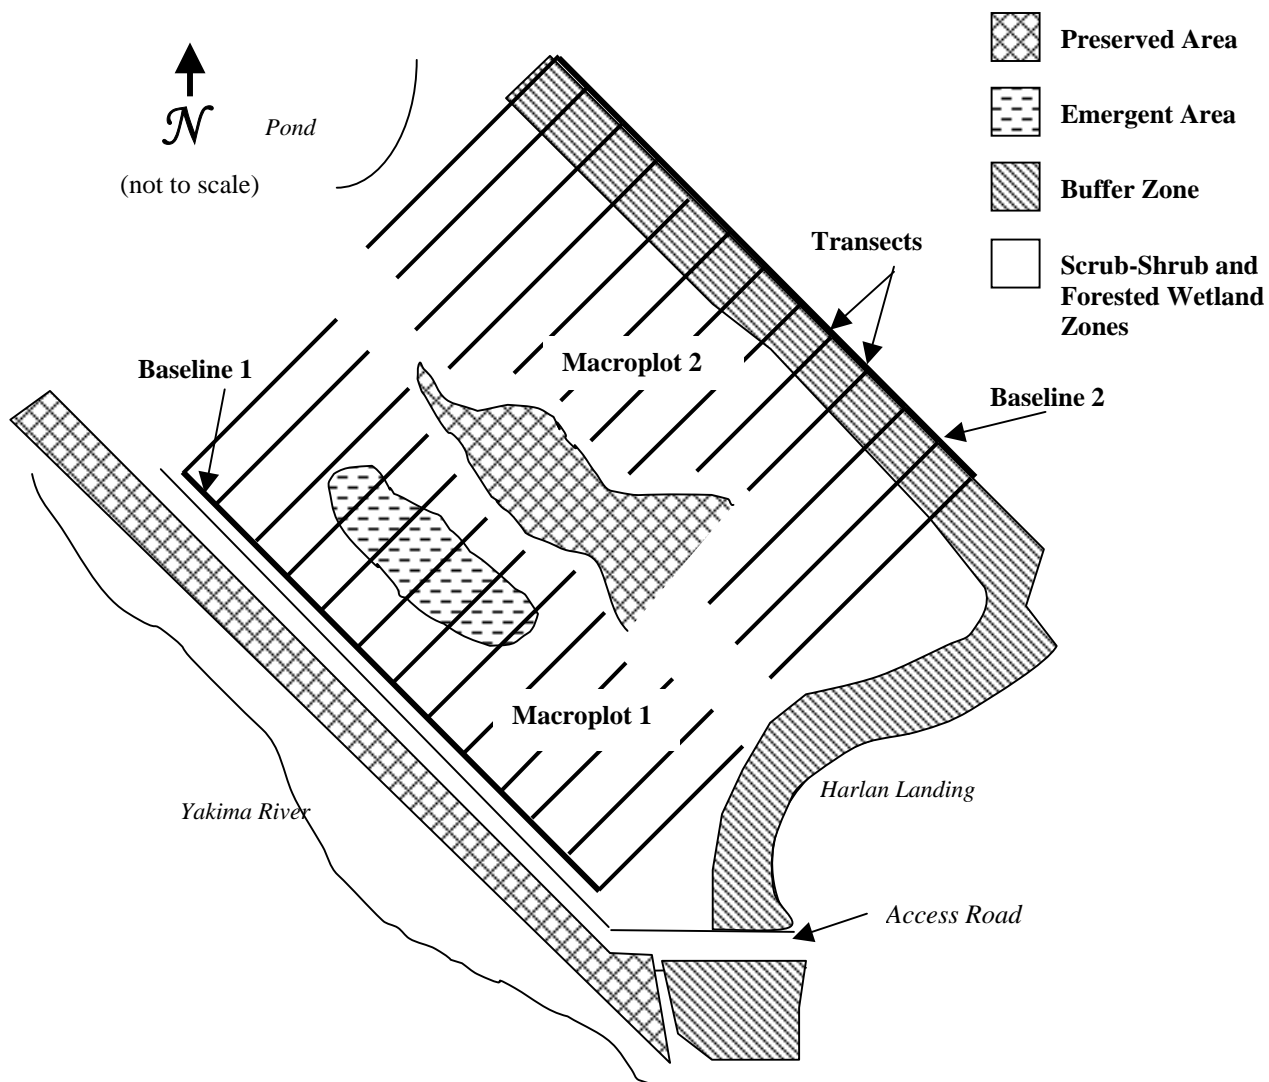 Preserved Area
N
Pond
(not to scale)
Emergent Area
Buffer Zone
Transects
Scrub-Shrub and
Forested Wetland
Zones
Baseline 1
Macroplot 2
Baseline 2
Macroplot 1
Yakima River
Harlan Landing
Access Road